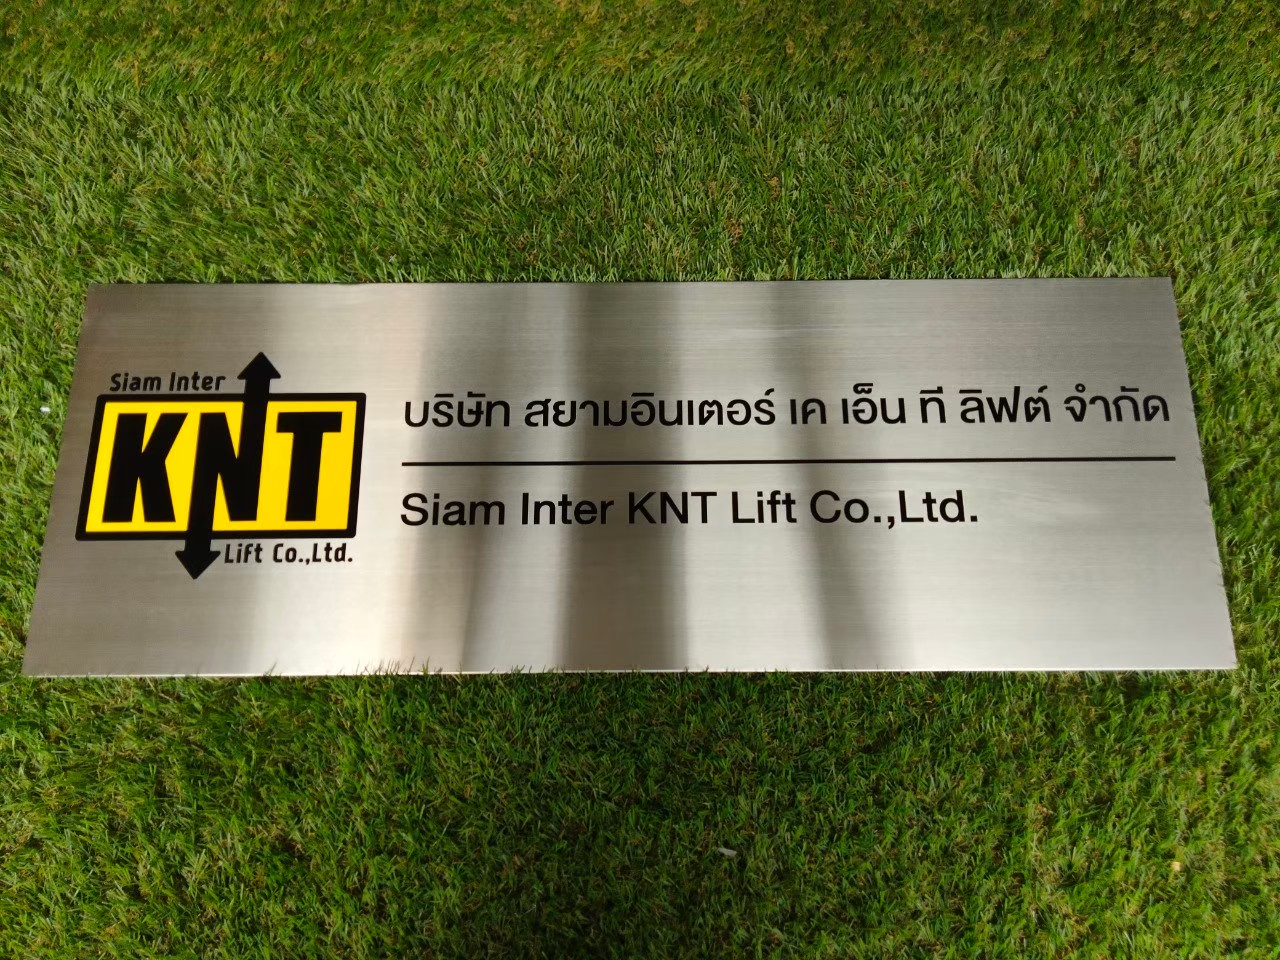 Siam Inter
KNT
Lift Co.,Ltd.
บริษัท สยามอินเตอร์ เค เอ็น ที ลิฟต์ จำกัด
Siam Inter KNT Lift Co.,Ltd.